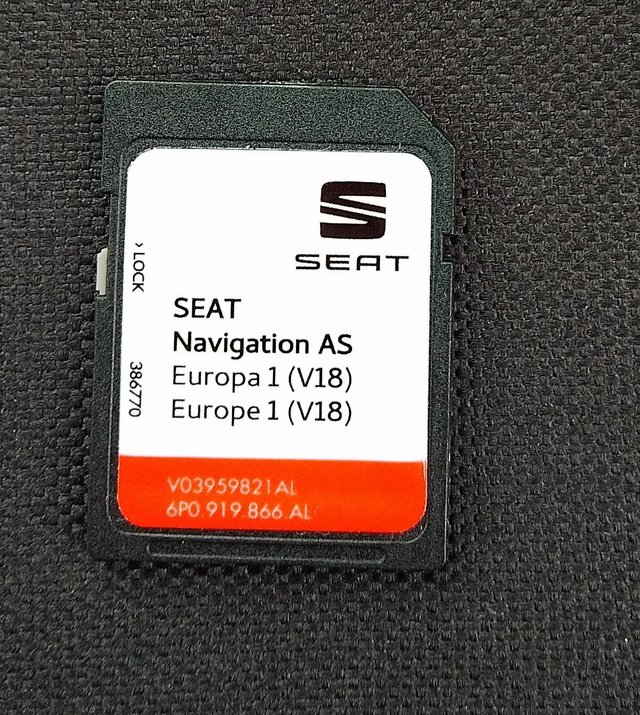 SEAT
› LOCK
SEAT
Navigation AS
Europa 1 (V18)
Europe 1 (V18)
386770
V03959821AL
6P0.919 866.AL